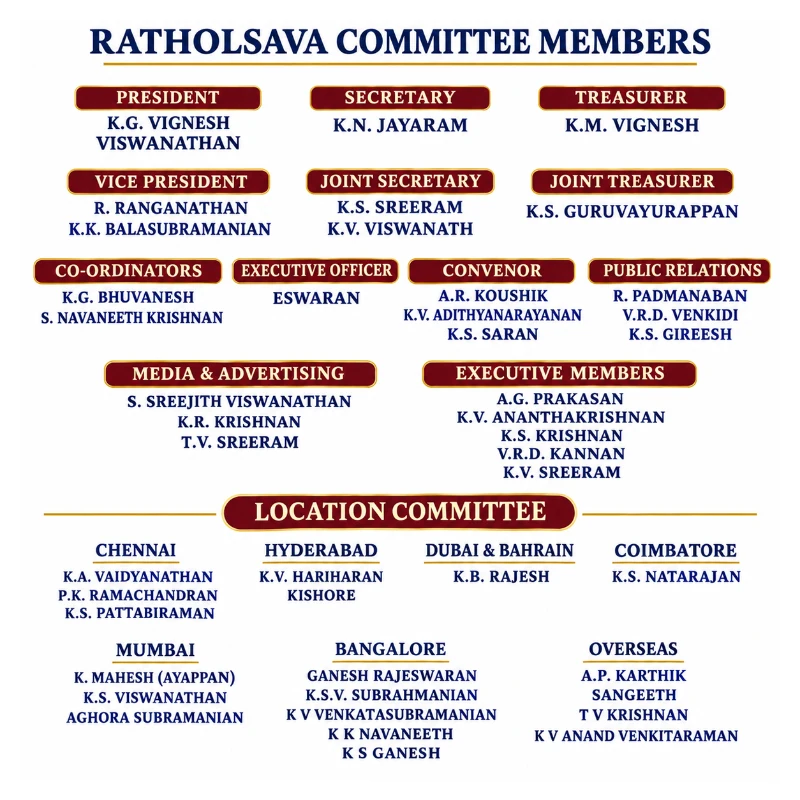 RATHOLSAVA COMMITTEE MEMBERS
PRESIDENT
K.G. VIGNESH
VISWANATHAN
SECRETARY
K.N. JAYARAM
TREASURER
K.M. VIGNESH
VICE PRESIDENT
R. RANGANATHAN
K.K. BALASUBRAMANIAN
JOINT SECRETARY
K.S. SREERAM
K.V. VISWANATH
JOINT TREASURER
K.S. GURUVAYURAPPAN
CO-ORDINATORS
K.G. BHUVANESH
S. NAVANEETH KRISHNAN
EXECUTIVE OFFICER
ESWARAN
CONVENOR
A.R. KOUSHIK
K.V. ADITHYANARAYANAN
K.S. SARAN
PUBLIC RELATIONS
R. PADMANABAN
V.R.D. VENKIDI
K.S. GIREESH
MEDIA & ADVERTISING
S. SREEJITH VISWANATHAN
K.R. KRISHNAN
T.V. SREERAM
EXECUTIVE MEMBERS
A.G. PRAKASAN
K.V. ANANTHAKRISHNAN
K.S. KRISHNAN
V.R.D. KANNAN
K.V. SREERAM
LOCATION COMMITTEE
CHENNAI
K.A. VAIDYANATHAN
P.K. RAMACHANDRAN
K.S. PATTABIRAMAN
HYDERABAD
K.V. HARIHARAN
KISHORE
DUBAI & BAHRAIN
K.B. RAJESH
COIMBATORE
K.S. NATARAJAN
MUMBAI
K. MAHESH (AYAPPAN)
K.S. VISWANATHAN
AGHORA SUBRAMANIAN
BANGALORE
GANESH RAJESWARAN
K.S.V. SUBRAHMANIAN
K V VENKATASUBRAMANIAN
K K NAVANEETH
K S GANESH
OVERSEAS
A.P. KARTHIK
SANGEETH
T V KRISHNAN
K V ANAND VENKITARAMAN